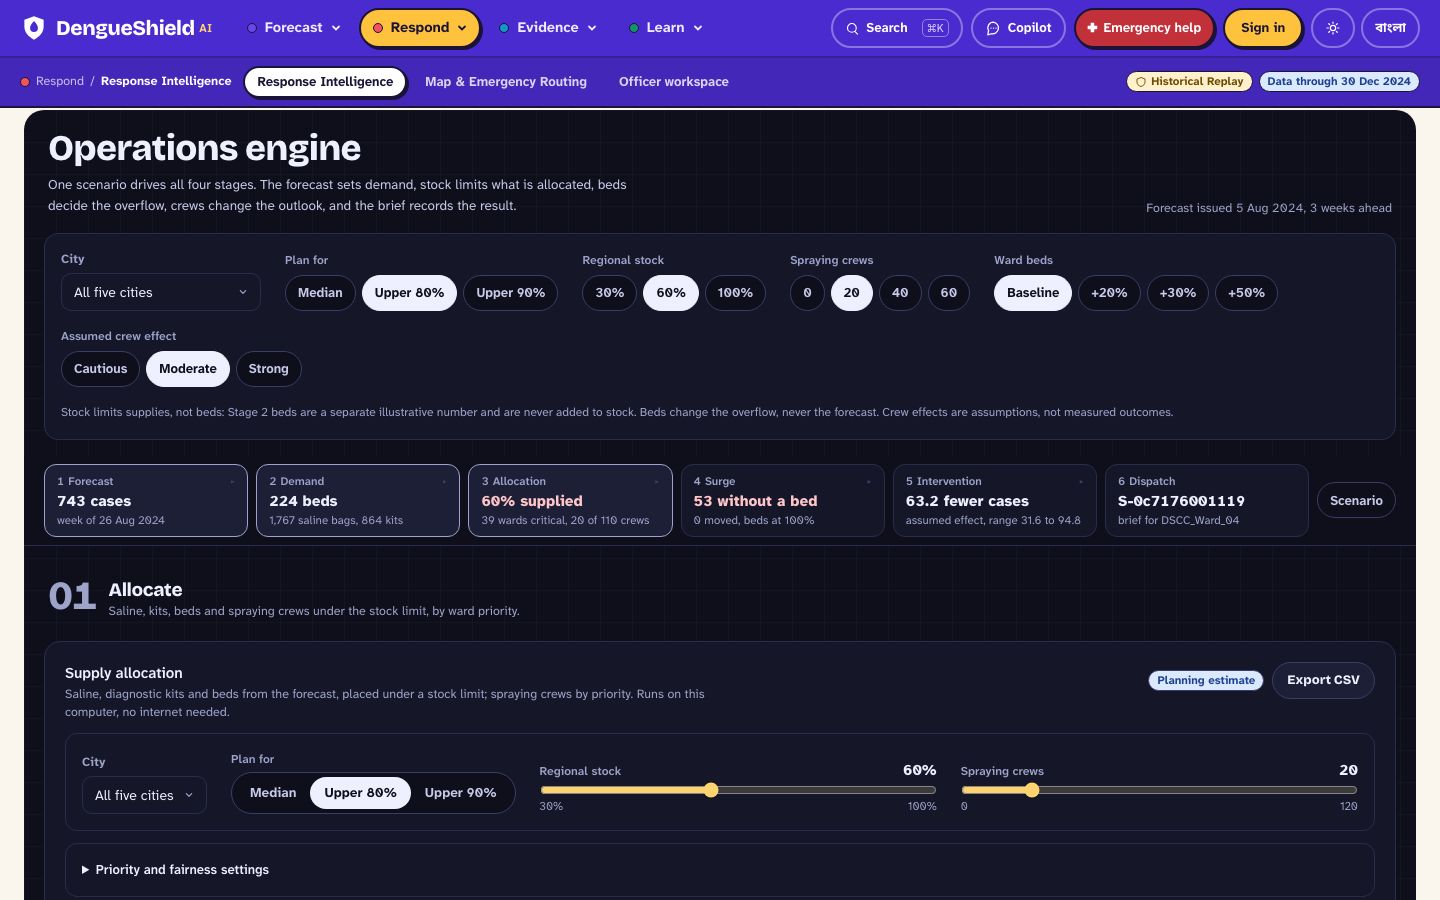 DengueShield AI
Forecast
Respond
Evidence
Learn
Search ⌘K
Copilot
Emergency help
Sign in
বাংলা
Respond / Response Intelligence
Response Intelligence
Map & Emergency Routing
Officer workspace
Historical Replay
Data through 30 Dec 2024
Operations engine
One scenario drives all four stages. The forecast sets demand, stock limits what is allocated, beds
decide the overflow, crews change the outlook, and the brief records the result.
Forecast issued 5 Aug 2024, 3 weeks ahead
City
All five cities
Plan for
Median Upper 80% Upper 90%
Regional stock
30% 60% 100%
Spraying crews
0 20 40 60
Ward beds
Baseline +20% +30% +50%
Assumed crew effect
Cautious Moderate Strong
Stock limits supplies, not beds: Stage 2 beds are a separate illustrative number and are never added to stock. Beds change the overflow, never the forecast. Crew effects are assumptions, not measured outcomes.
1 Forecast
743 cases
week of 26 Aug 2024
2 Demand
224 beds
1,767 saline bags, 864 kits
3 Allocation
60% supplied
39 wards critical, 20 of 110 crews
4 Surge
53 without a bed
0 moved, beds at 100%
5 Intervention
63.2 fewer cases
assumed effect, range 31.6 to 94.8
6 Dispatch
S-0c7176001119
brief for DSCC_Ward_04
Scenario
01 Allocate
Saline, kits, beds and spraying crews under the stock limit, by ward priority.
Supply allocation
Saline, diagnostic kits and beds from the forecast, placed under a stock limit; spraying crews by priority. Runs on this
computer, no internet needed.
Planning estimate
Export CSV
City
All five cities
Plan for
Median Upper 80% Upper 90%
Regional stock 60%
30% 100%
Spraying crews 20
0 120
Priority and fairness settings